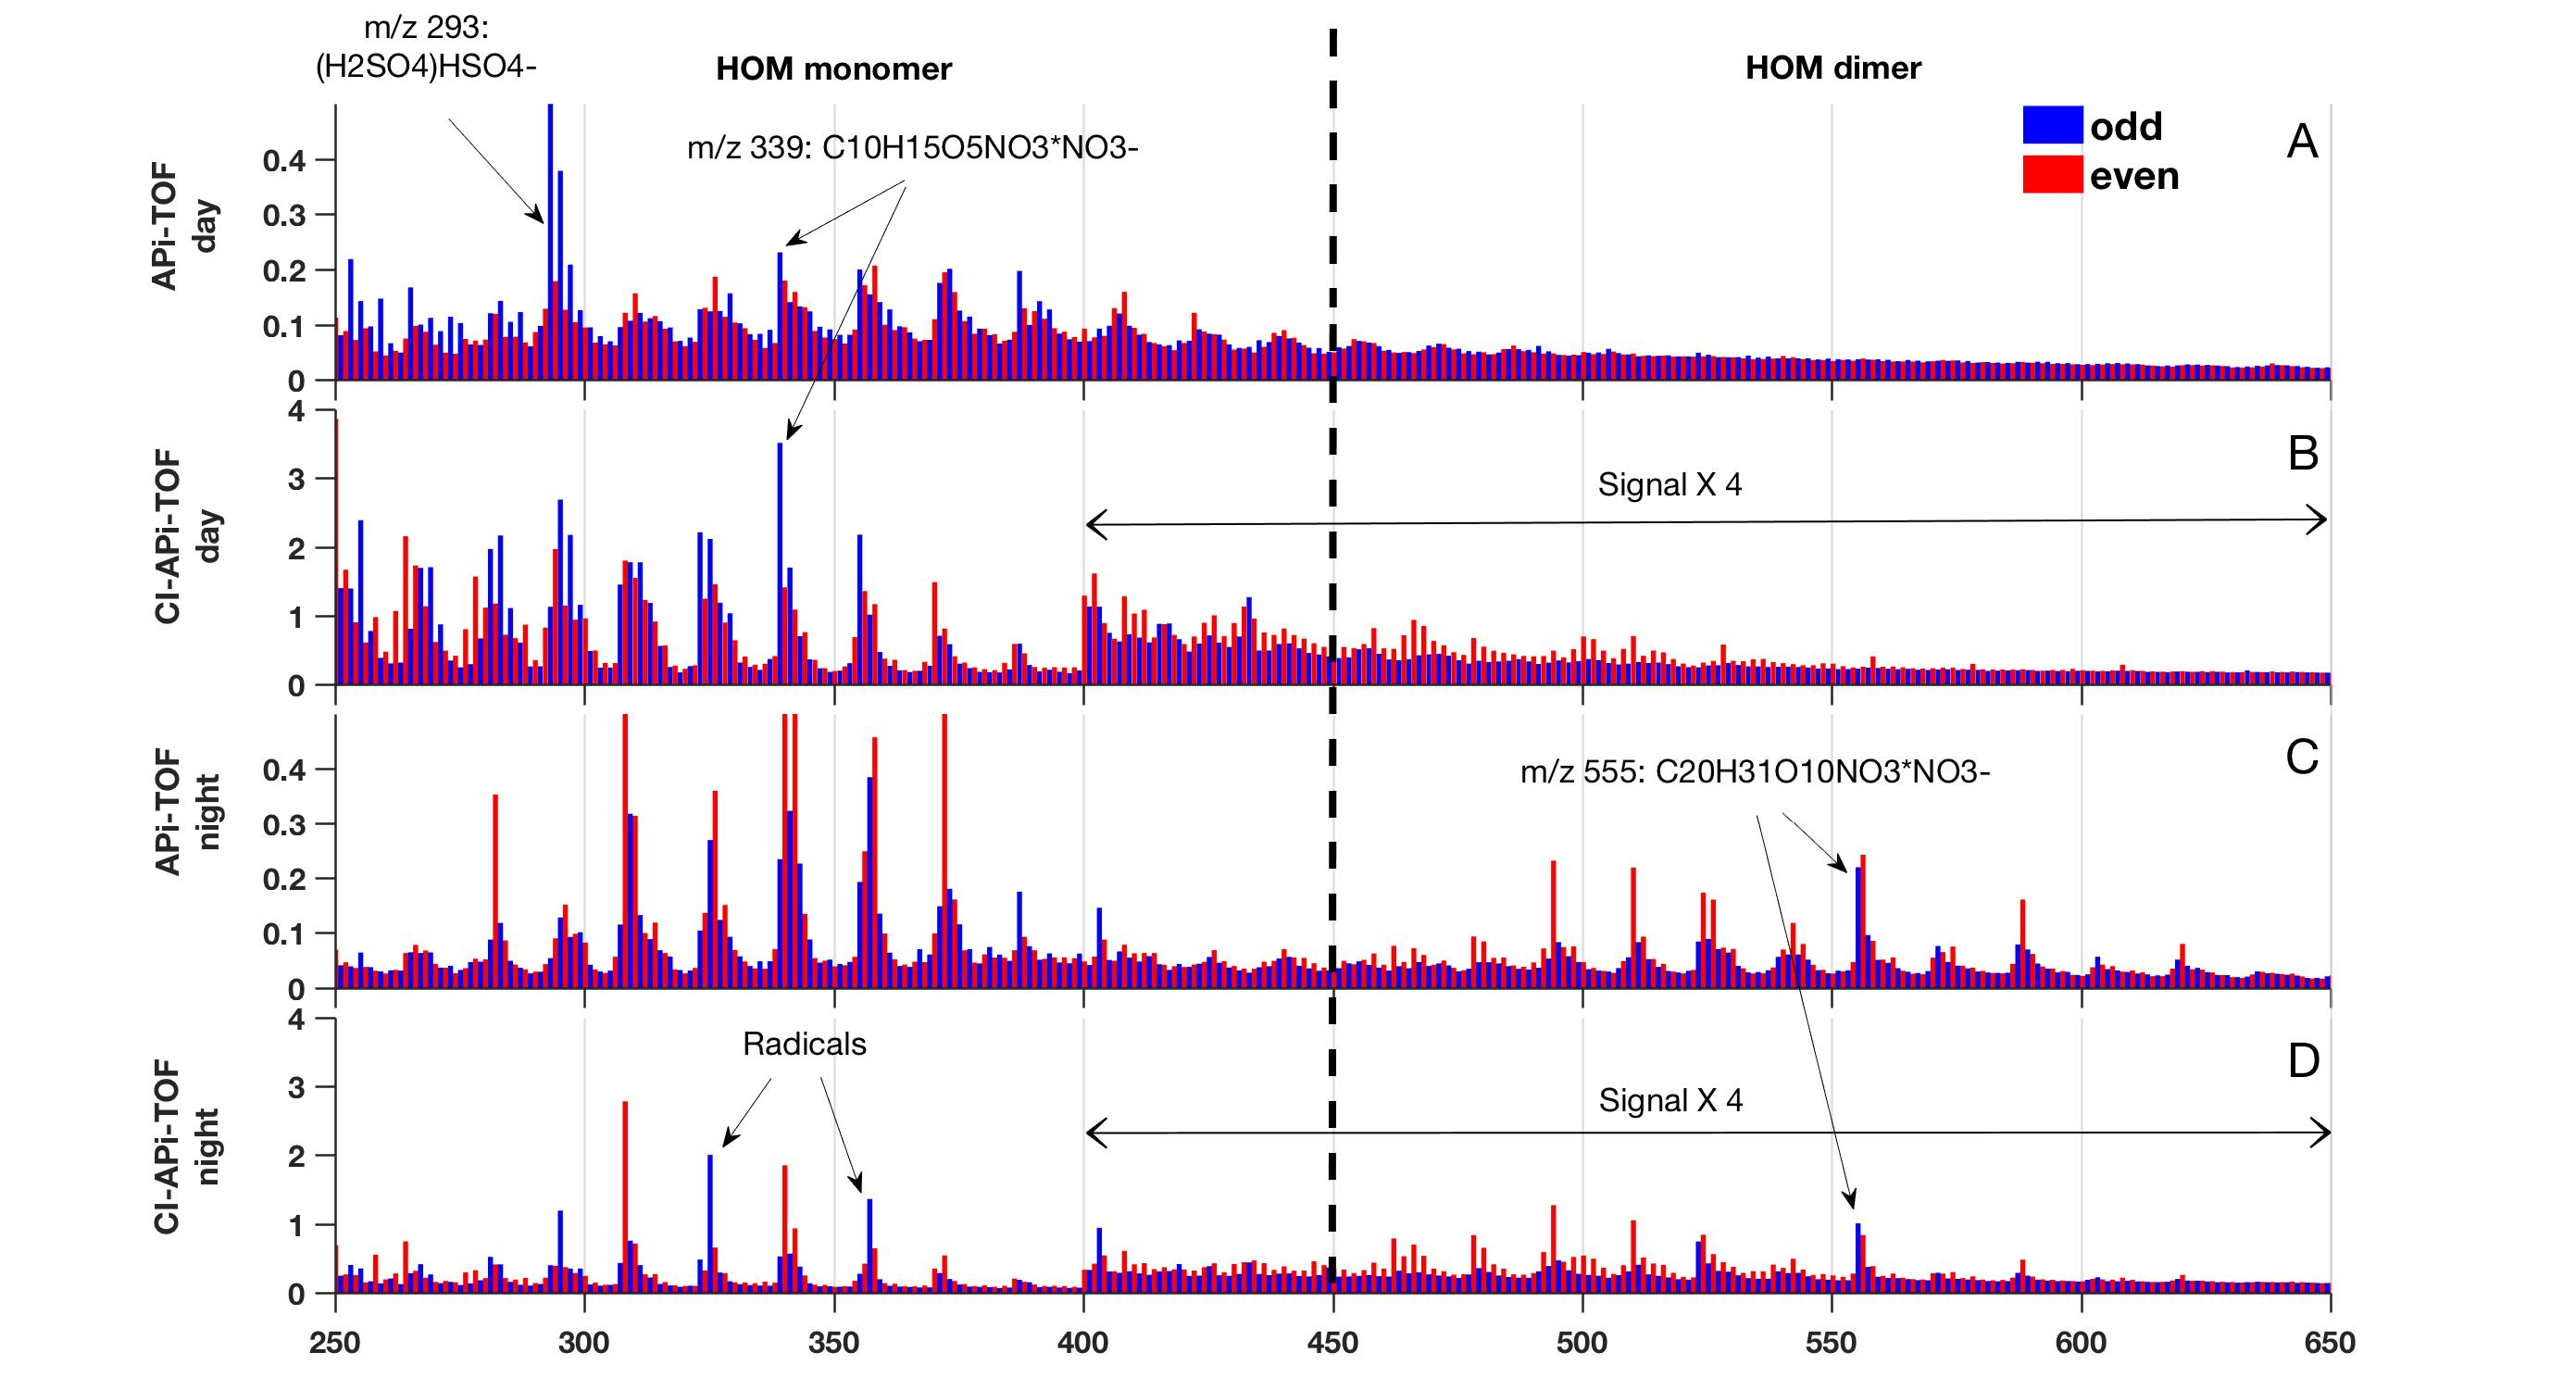 m/z 293:
(H2SO4)HSO4-
HOM monomer
HOM dimer
m/z 339: C10H15O5NO3*NO3-
odd
even
A
APi-TOF
day
0.4
0.3
0.2
0.1
0
B
CI-APi-TOF
day
Signal X 4
4
3
2
1
0
C
APi-TOF
night
m/z 555: C20H31O10NO3*NO3-
0.4
0.3
0.2
0.1
0
D
CI-APi-TOF
night
Radicals
Signal X 4
4
3
2
1
0
250 300 350 400 450 500 550 600 650